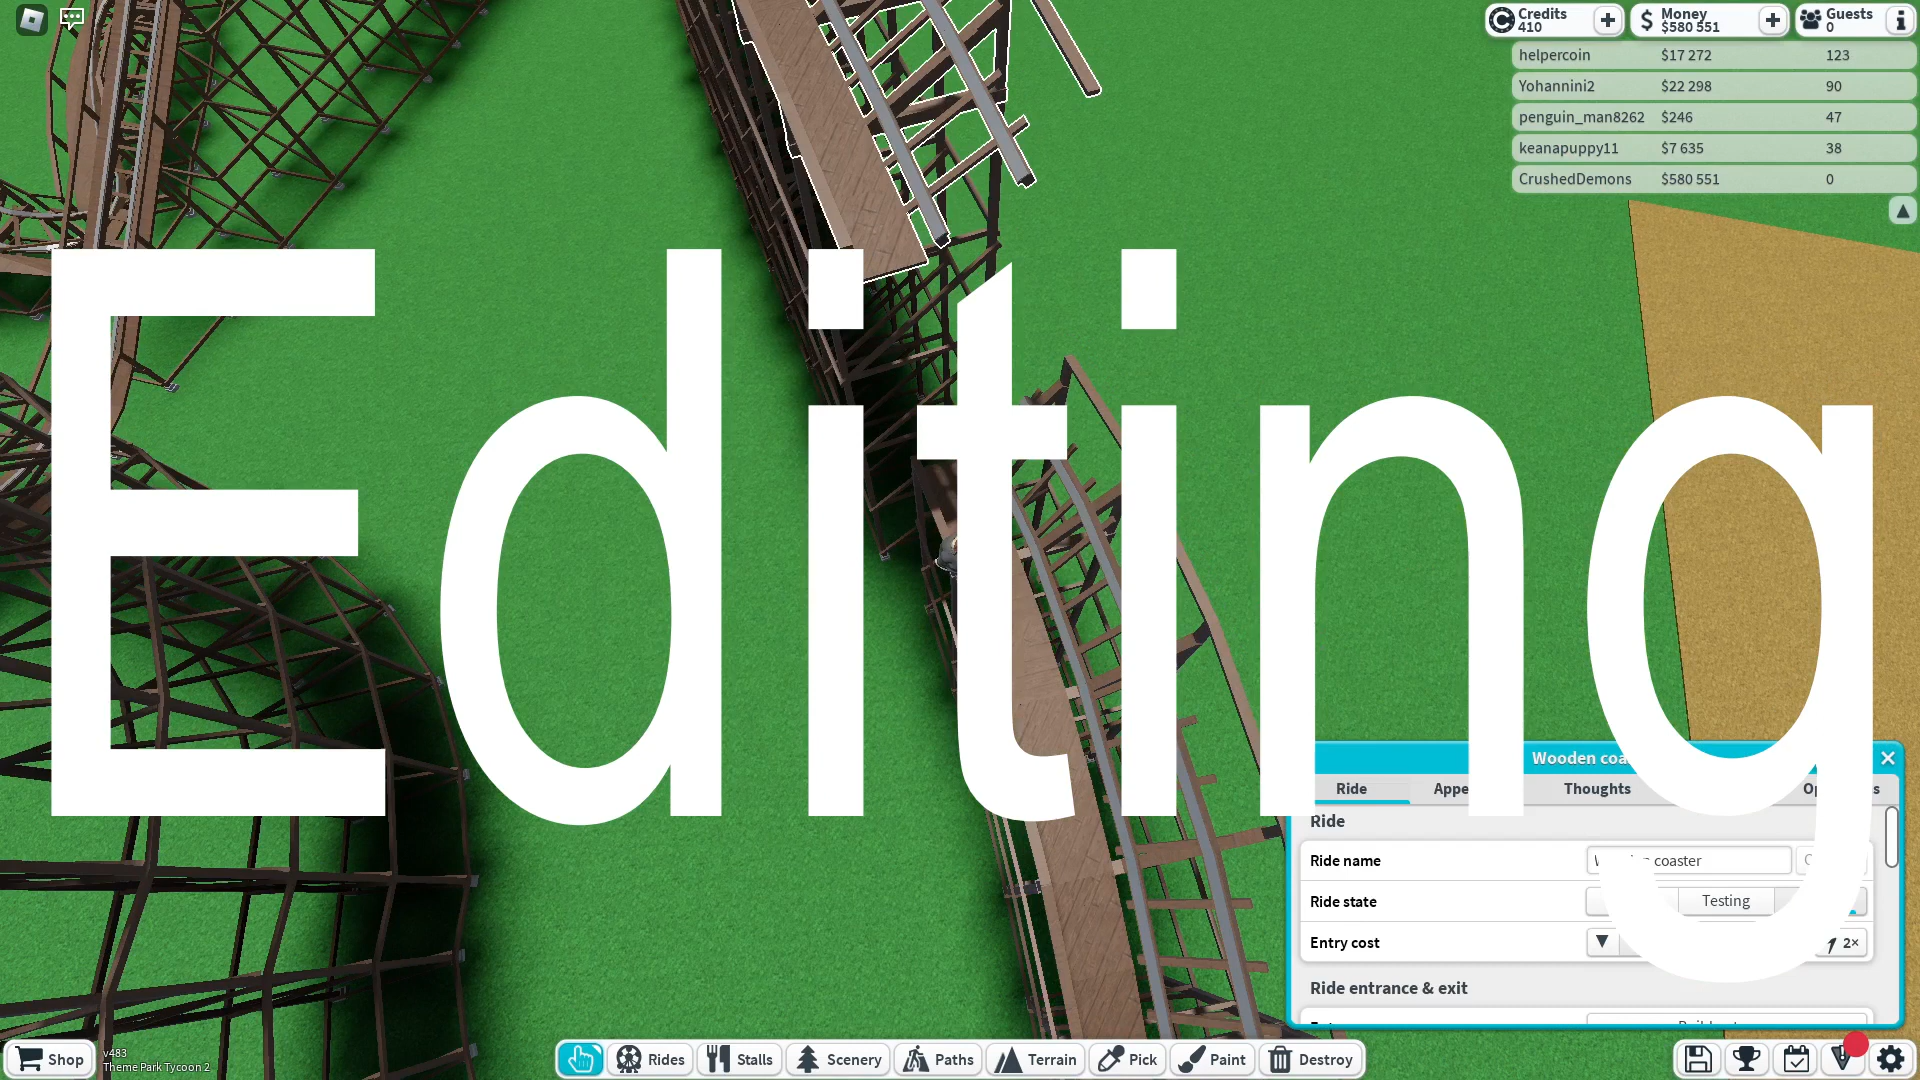 Credits
410
Money
$580 551
Guests
0
helpercoin $17 272 123
Yohannini2 $22 298 90
penguin_man8262 $246 47
keanapuppy11 $7 635 38
CrushedDemons $580 551 0
Editing
Wooden
Ride Thoughts
Ride
Ride name coaster
Ride state Testing
Entry cost 2×
Ride entrance & exit
Shop
v483
Theme Park Tycoon 2
Rides Stalls Scenery Paths Terrain Pick Paint Destroy